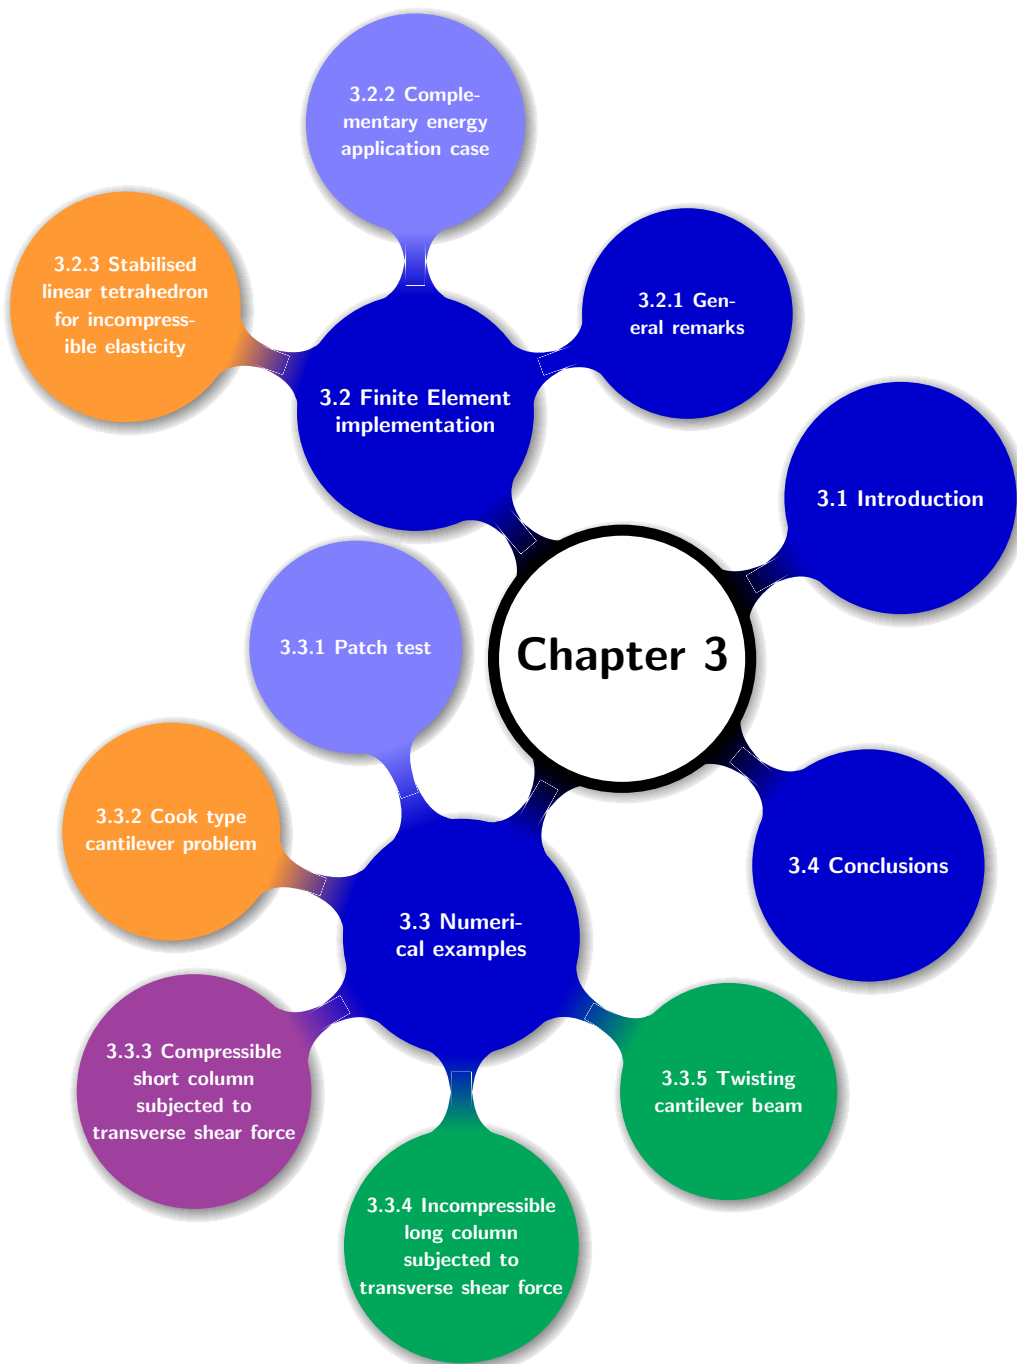 3.2.2 Comple-
mentary energy
application case
3.2.3 Stabilised
linear tetrahedron
for incompress-
ible elasticity
3.2.1 Gen-
eral remarks
3.2 Finite Element
implementation
3.1 Introduction
Chapter 3
3.3.1 Patch test
3.3.2 Cook type
cantilever problem
3.4 Conclusions
3.3 Numeri-
cal examples
3.3.3 Compressible
short column
subjected to
transverse shear force
3.3.5 Twisting
cantilever beam
3.3.4 Incompressible
long column
subjected to
transverse shear force